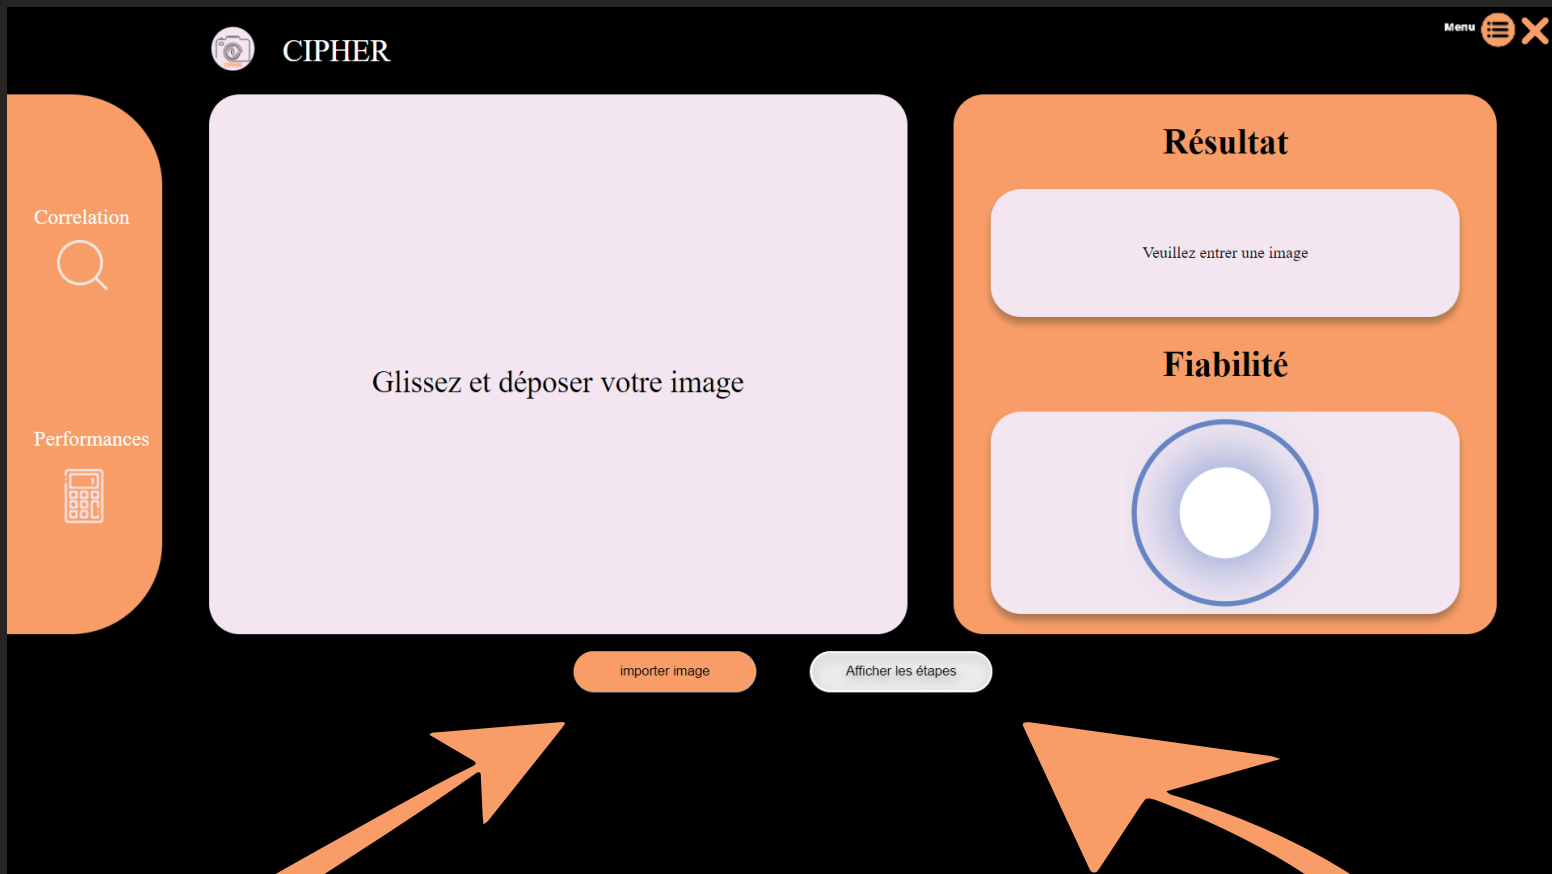 Menu
CIPHER
Résultat
Correlation
Veuillez entrer une image
Fiabilité
Glissez et déposer votre image
Performances
importer image
Afficher les étapes